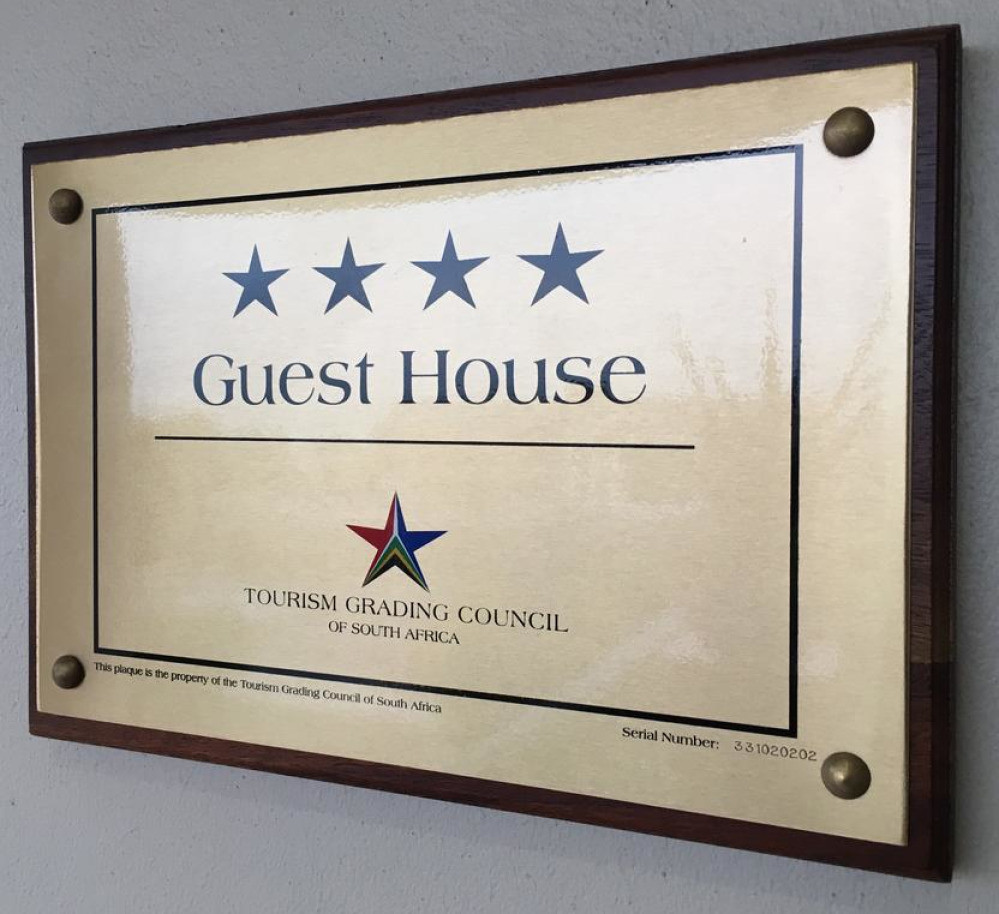 Guest House
TOURISM GRADING COUNCIL
OF SOUTH AFRICA
This plaque is the property of the Tourism Grading Council of South Africa
Serial Number: 331020202